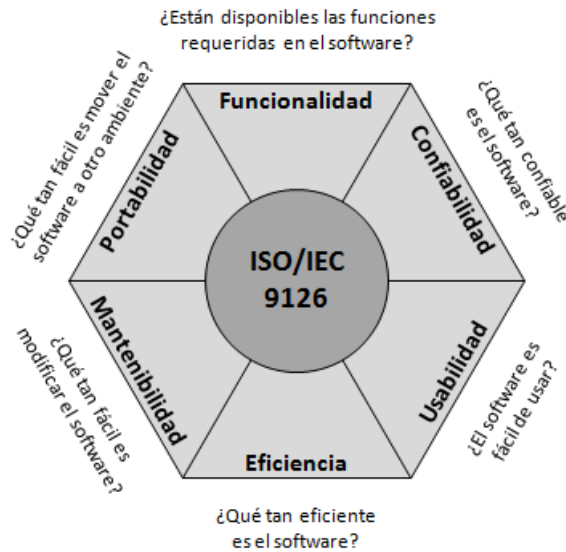 ¿Están disponibles las funciones
requeridas en el software?
Funcionalidad
¿Qué tan confiable
es el software?
Confiabilidad
¿Qué tan fácil es mover el
software a otro ambiente?
Portabilidad
ISO/IEC
9126
Mantenibilidad
¿Qué tan fácil es
modificar el software?
Usabilidad
¿El software es
fácil de usar?
Eficiencia
¿Qué tan eficiente
es el software?